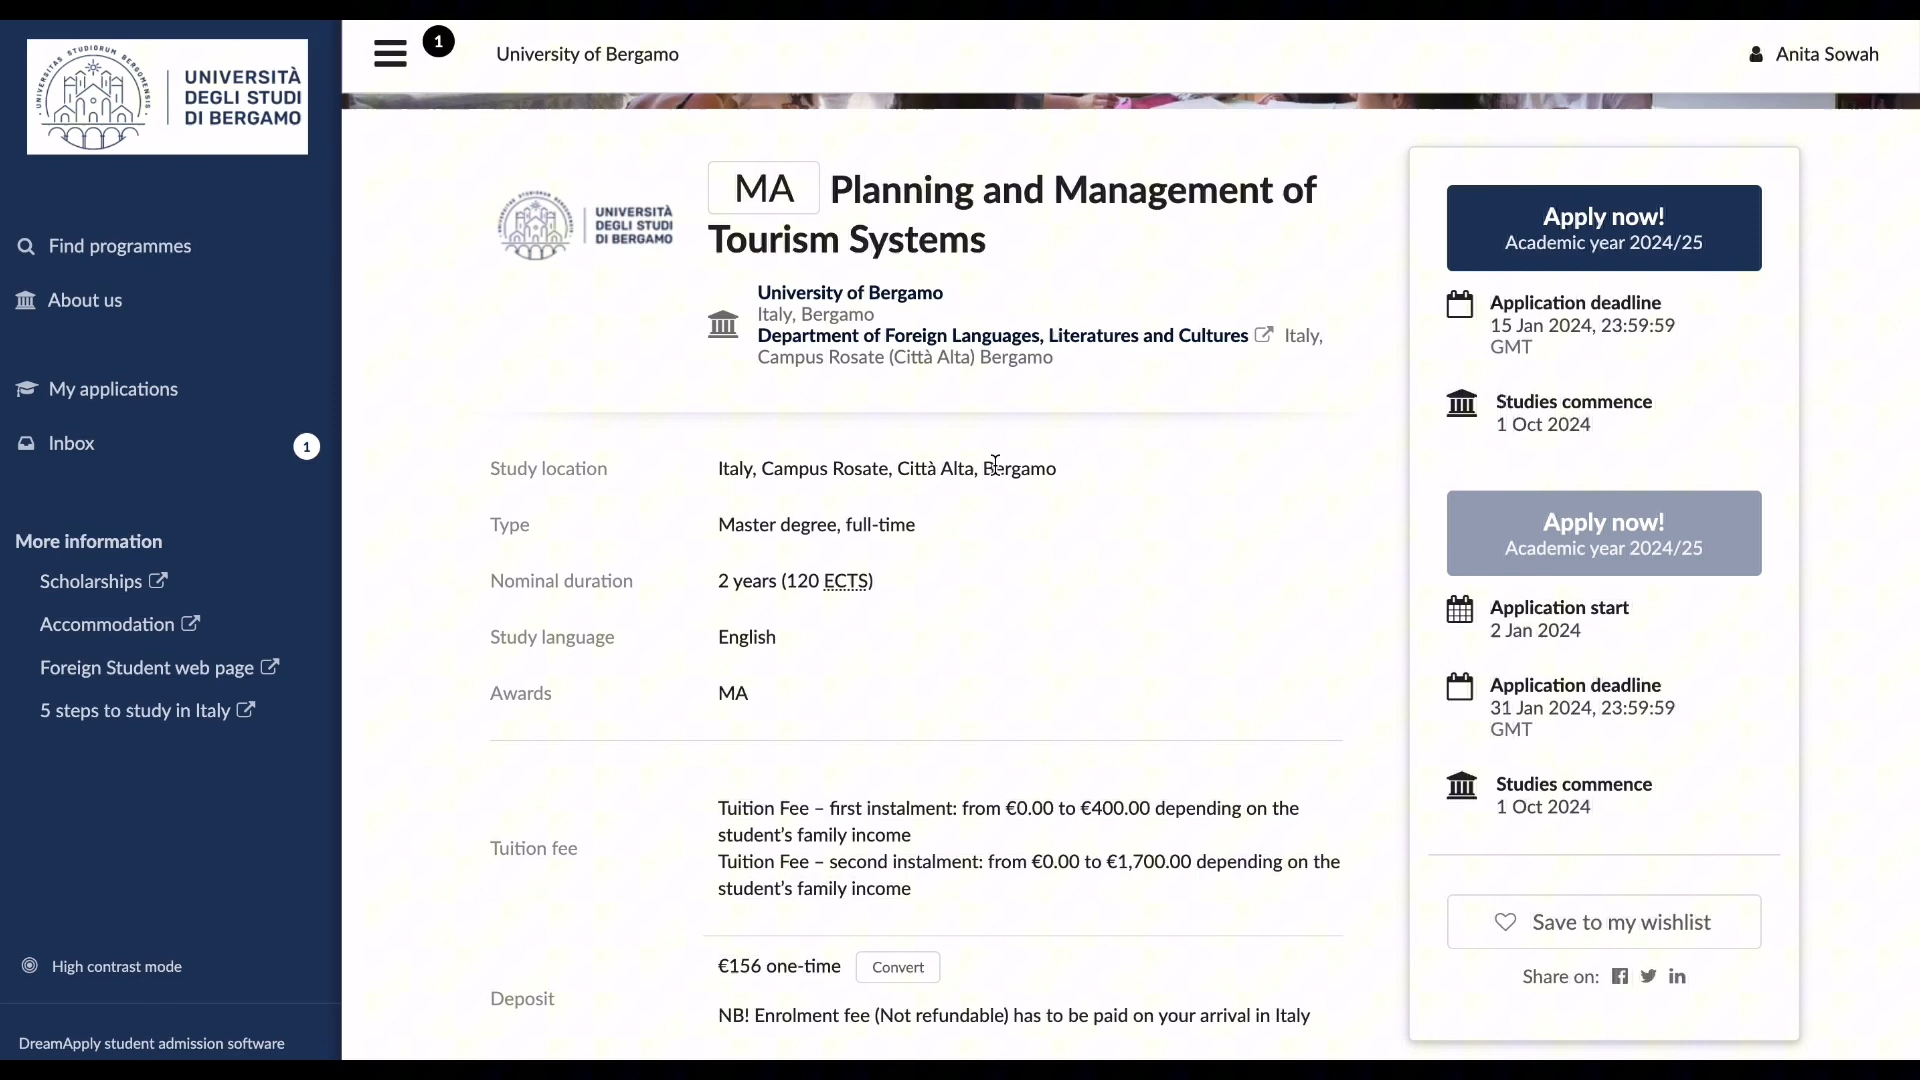 UNIVERSITÀ
DEGLI STUDI
DI BERGAMO
Find programmes
About us
My applications
Inbox
1
More information
Scholarships
Accommodation
Foreign Student web page
5 steps to study in Italy
High contrast mode
DreamApply student admission software
1
University of Bergamo
Anita Sowah
UNIVERSITÀ
DEGLI STUDI
DI BERGAMO
MA Planning and Management of
Tourism Systems
University of Bergamo
Italy, Bergamo
Department of Foreign Languages, Literatures and Cultures Italy,
Campus Rosate (Città Alta) Bergamo
Study location Italy, Campus Rosate, Città Alta, Bergamo
Type Master degree, full-time
Nominal duration 2 years (120 ECTS)
Study language English
Awards MA
Tuition fee
Tuition Fee – first instalment: from €0.00 to €400.00 depending on the
student’s family income
Tuition Fee – second instalment: from €0.00 to €1,700.00 depending on the
student’s family income
Deposit
€156 one-time Convert
NB! Enrolment fee (Not refundable) has to be paid on your arrival in Italy
Apply now!
Academic year 2024/25
Application deadline
15 Jan 2024, 23:59:59
GMT
Studies commence
1 Oct 2024
Apply now!
Academic year 2024/25
Application start
2 Jan 2024
Application deadline
31 Jan 2024, 23:59:59
GMT
Studies commence
1 Oct 2024
Save to my wishlist
Share on: